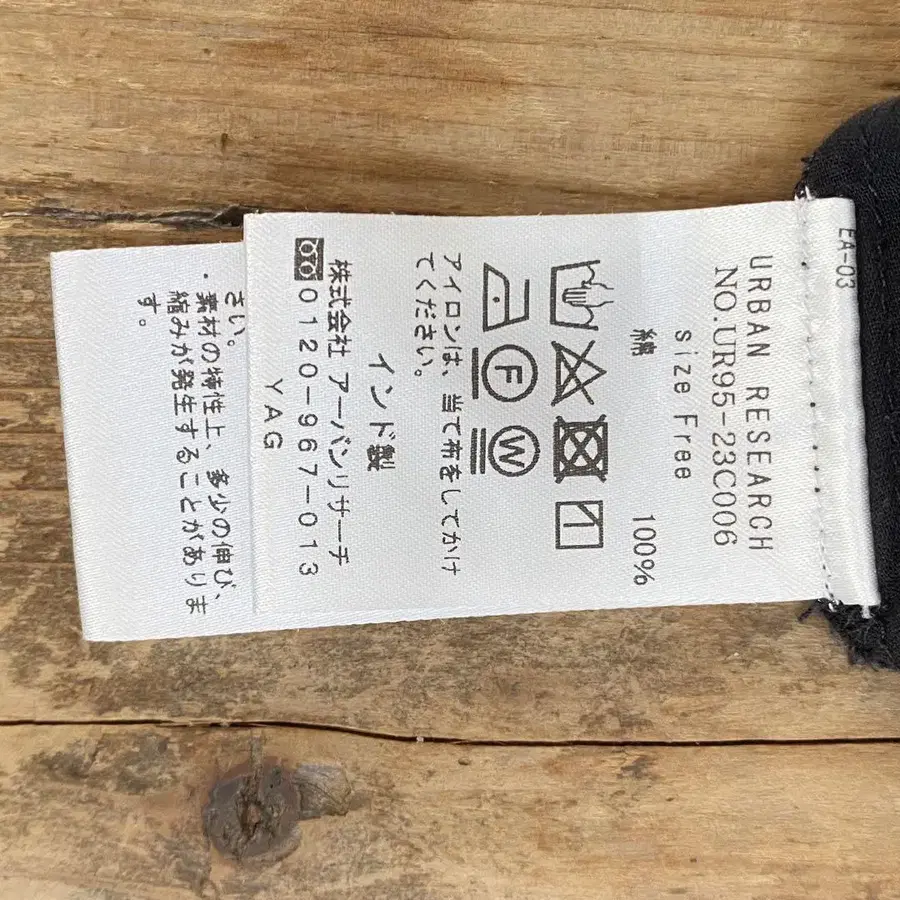 EA-03
URBAN RESEARCH
NO.UR95-23C006
size Free
綿 100%
F
W
アイロンは、当て布をしてかけ
てください。
インド製
株式会社 アーバンリサーチ
0120-967-013
YAG
さい。
・素材の特性上、多少の伸び、
縮みが発生することがありま
す。